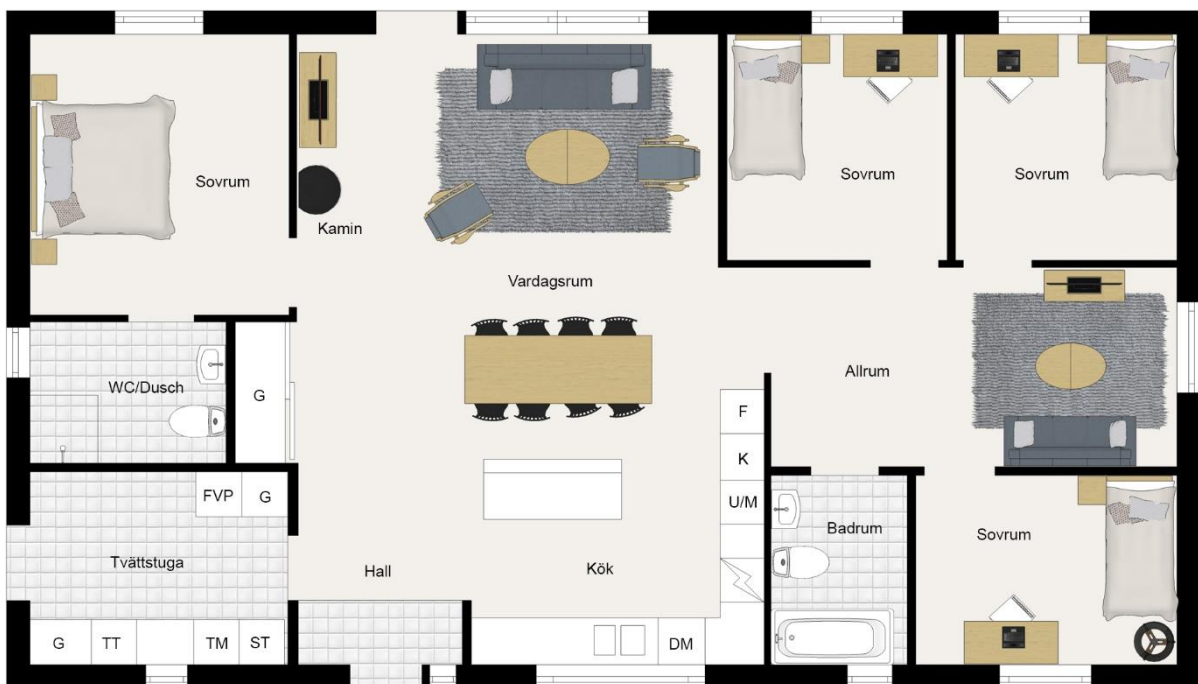 Sovrum
Kamin
Sovrum
Sovrum
Vardagsrum
WC/Dusch
G
Allrum
F
K
FVP
G
U/M
Badrum
Tvättstuga
Hall
Kök
Sovrum
G
TT
TM
ST
DM